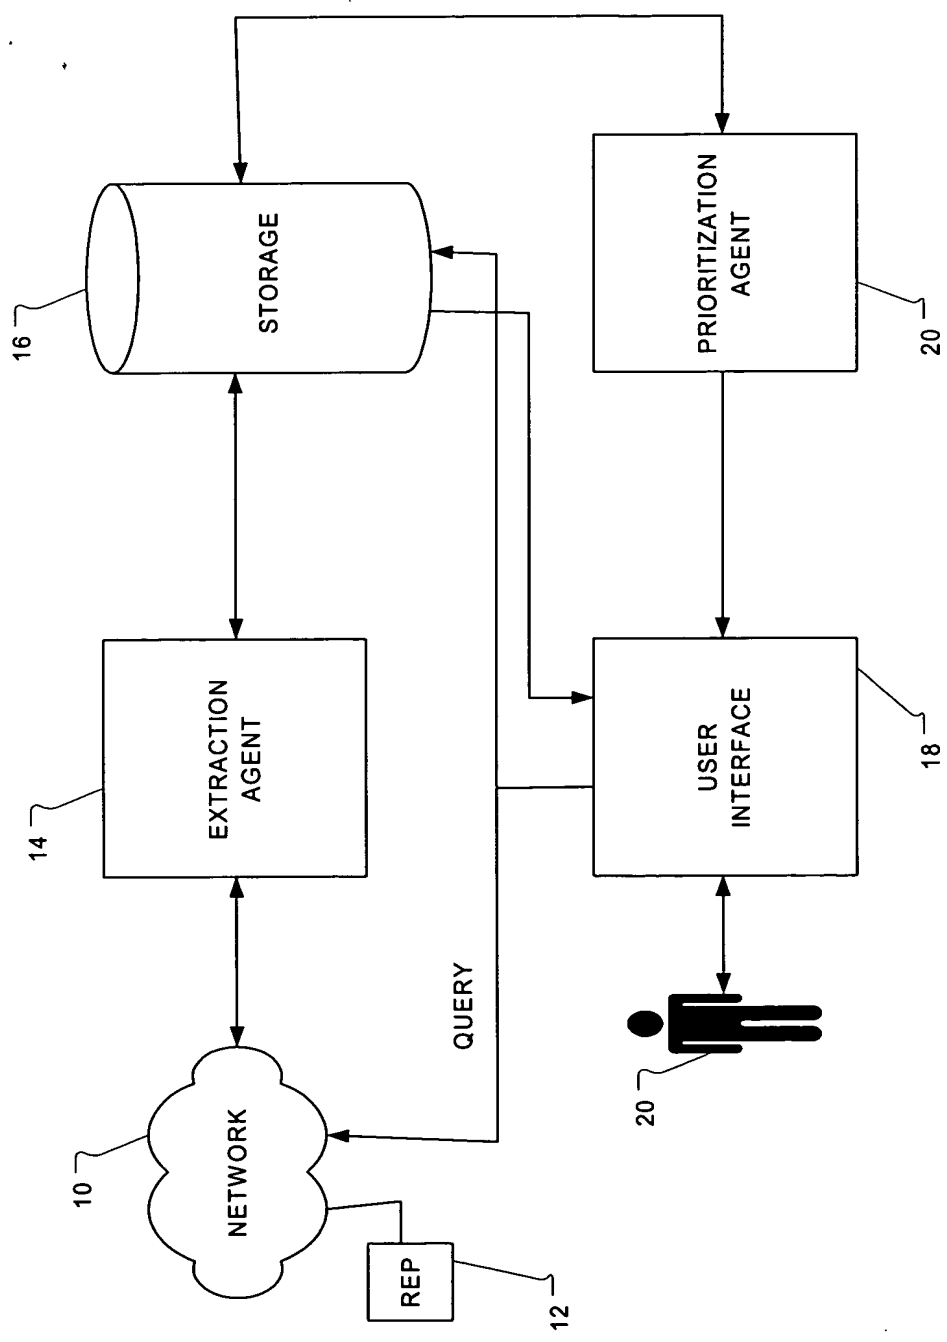 10
NETWORK
REP
12
14
EXTRACTION
AGENT
16
STORAGE
QUERY
20
USER
INTERFACE
18
PRIORITIZATION
AGENT
20